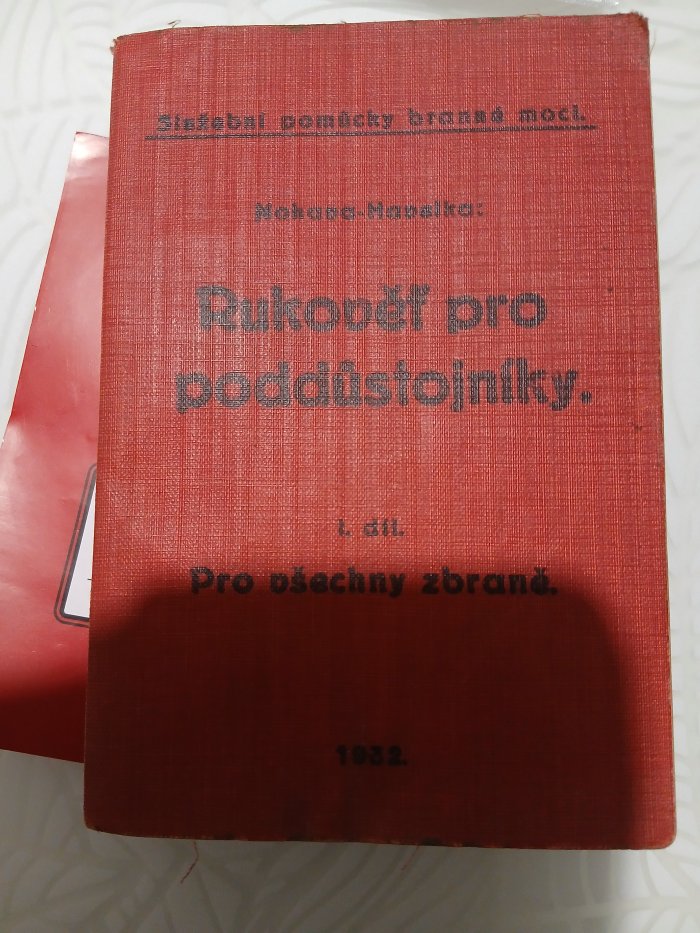 Služební pomůcky branné moci.
Nohava-Havelka:
Rukověť pro
poddůstojníky.
I. díl.
Pro všechny zbraně.
1932.